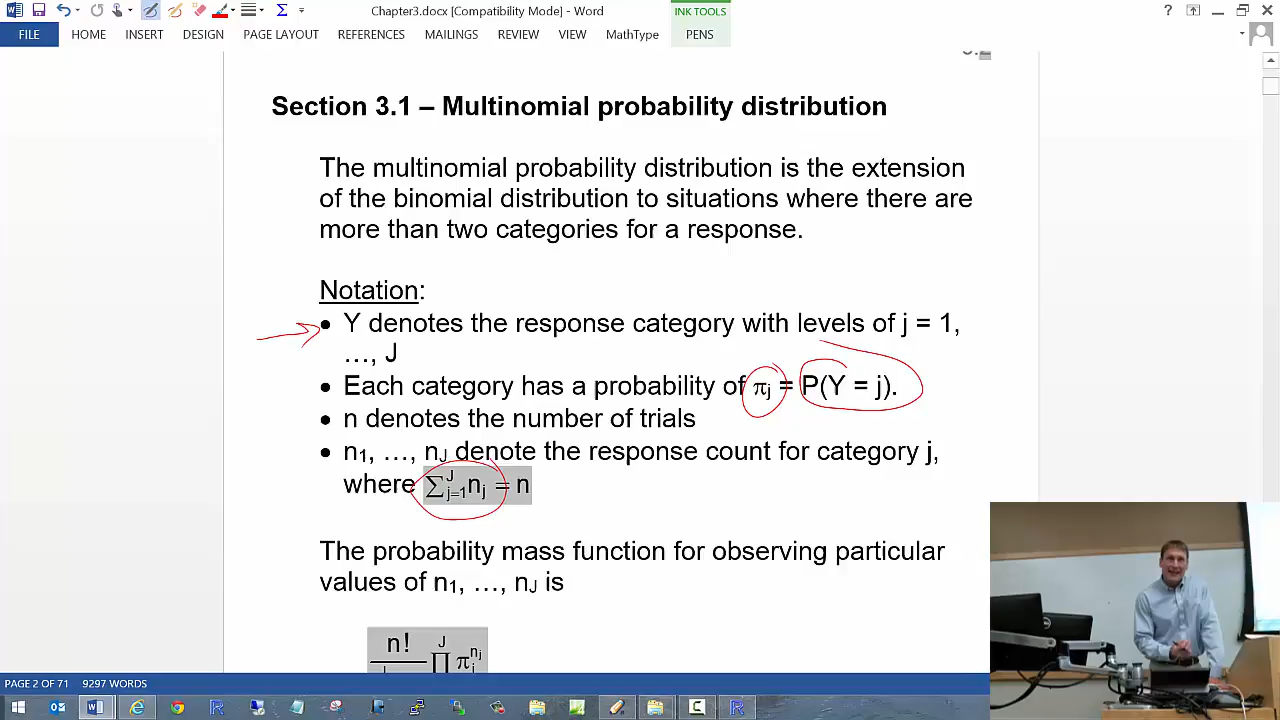 Chapter3.docx [Compatibility Mode] - Word
INK TOOLS
FILE HOME INSERT DESIGN PAGE LAYOUT REFERENCES MAILINGS REVIEW VIEW MathType PENS
Section 3.1 – Multinomial probability distribution
The multinomial probability distribution is the extension
of the binomial distribution to situations where there are
more than two categories for a response.
Notation:
• Y denotes the response category with levels of j = 1,
…, J
• Each category has a probability of πj = P(Y = j).
• n denotes the number of trials
• n1, …, nJ denote the response count for category j,
where ∑_{j=1}^{J} nj = n
The probability mass function for observing particular
values of n1, …, nJ is
n!
∏ J πj^nj
PAGE 2 OF 71 9297 WORDS